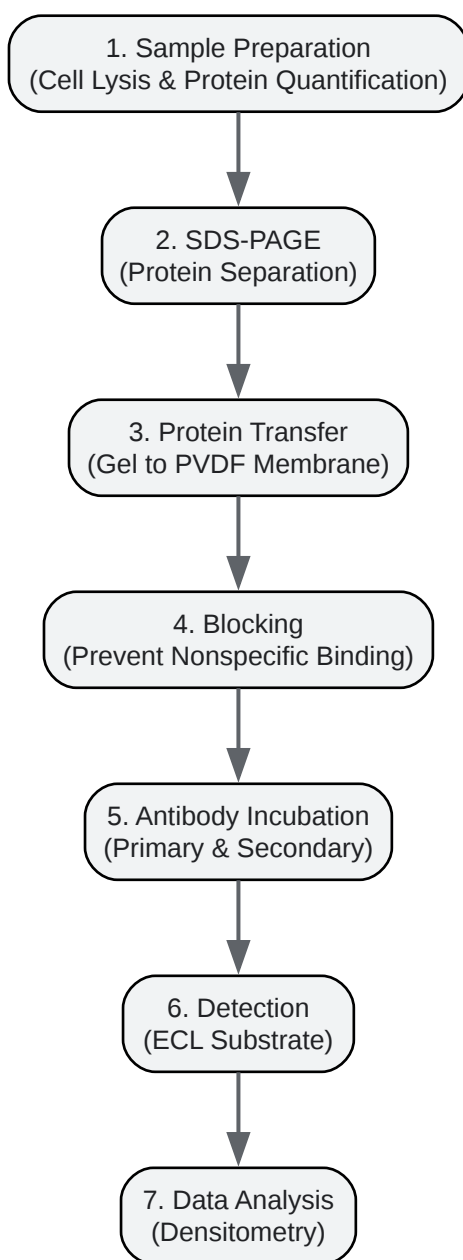 1. Sample Preparation
(Cell Lysis & Protein Quantification)
2. SDS-PAGE
(Protein Separation)
3. Protein Transfer
(Gel to PVDF Membrane)
4. Blocking
(Prevent Nonspecific Binding)
5. Antibody Incubation
(Primary & Secondary)
6. Detection
(ECL Substrate)
7. Data Analysis
(Densitometry)